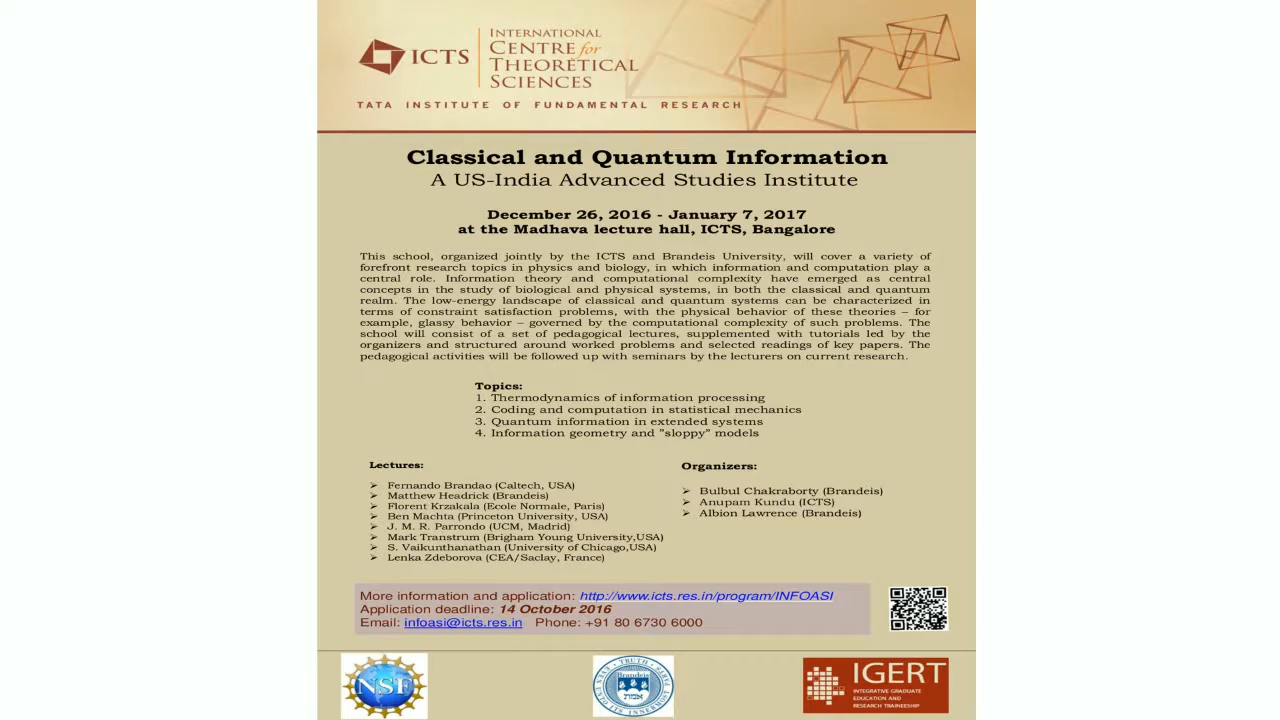 ICTS
INTERNATIONAL
CENTRE for
THEORETICAL
SCIENCES
TATA INSTITUTE OF FUNDAMENTAL RESEARCH
Classical and Quantum Information
A US-India Advanced Studies Institute
December 26, 2016 - January 7, 2017
at the Madhava lecture hall, ICTS, Bangalore
This school, organized jointly by the ICTS and Brandeis University, will cover a variety of
forefront research topics in physics and biology, in which information and computation play a
central role. Information theory and computational complexity have emerged as central
concepts in the study of biological and physical systems, in both the classical and quantum
realm. The low-energy landscape of classical and quantum systems can be characterized in
terms of constraint satisfaction problems, with the physical behavior of these theories – for
example, glassy behavior – governed by the computational complexity of such problems. The
school will consist of a set of pedagogical lectures, supplemented with tutorials led by the
organizers and structured around worked problems and selected readings of key papers. The
pedagogical activities will be followed up with seminars by the lecturers on current research.
Topics:
1. Thermodynamics of information processing
2. Coding and computation in statistical mechanics
3. Quantum information in extended systems
4. Information geometry and ”sloppy” models
Lectures:
➢ Fernando Brandao (Caltech, USA)
➢ Matthew Headrick (Brandeis)
➢ Florent Krzakala (Ecole Normale, Paris)
➢ Ben Machta (Princeton University, USA)
➢ J. M. R. Parrondo (UCM, Madrid)
➢ Mark Transtrum (Brigham Young University,USA)
➢ S. Vaikunthanathan (University of Chicago,USA)
➢ Lenka Zdeborova (CEA/Saclay, France)
Organizers:
➢ Bulbul Chakraborty (Brandeis)
➢ Anupam Kundu (ICTS)
➢ Albion Lawrence (Brandeis)
More information and application: http://www.icts.res.in/program/INFOASI
Application deadline: 14 October 2016
Email: infoasi@icts.res.in Phone: +91 80 6730 6000
NSF
TRUTH EVEN UNTO ITS INNERMOST PARTS
Brandeis
אמת
IGERT
INTEGRATIVE GRADUATE
EDUCATION AND
RESEARCH TRAINEESHIP